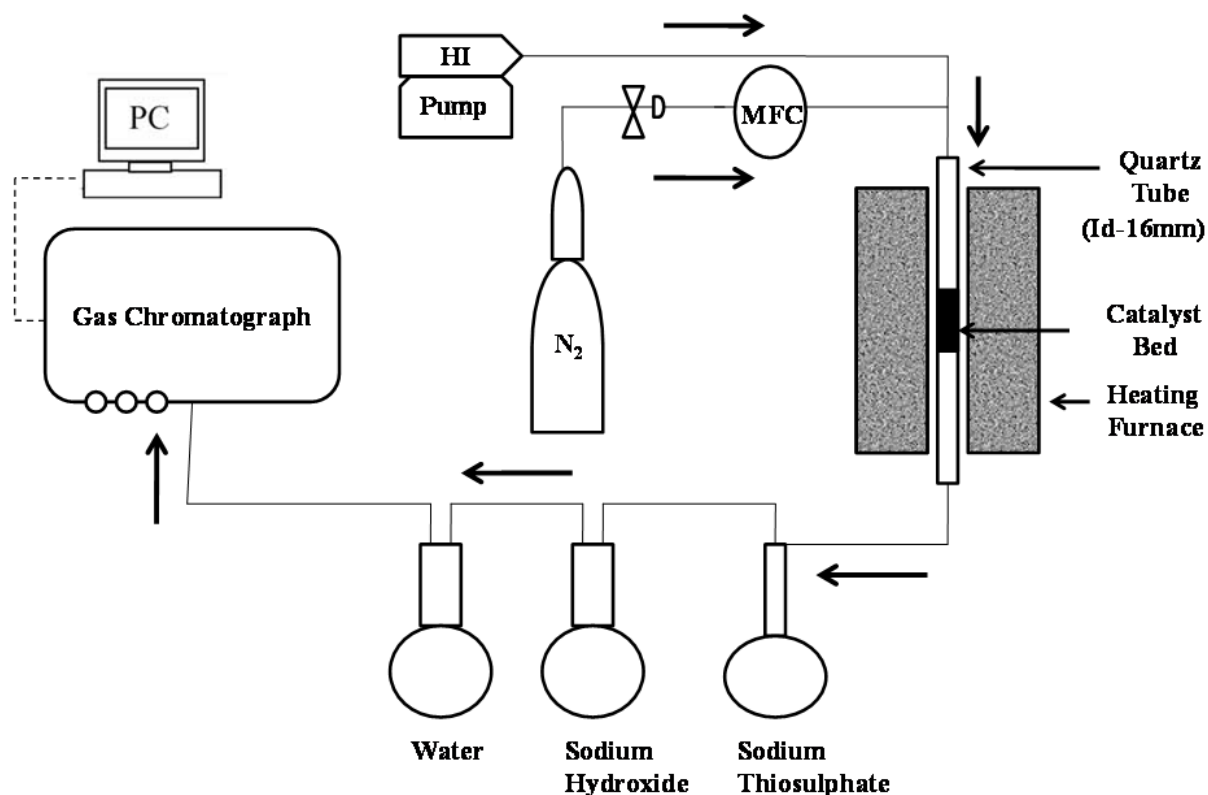 HI
Pump
MFC
PC
Quartz
Tube
(Id-16mm)
Gas Chromatograph
N₂
Catalyst
Bed
Heating
Furnace
Water
Sodium
Hydroxide
Sodium
Thiosulphate